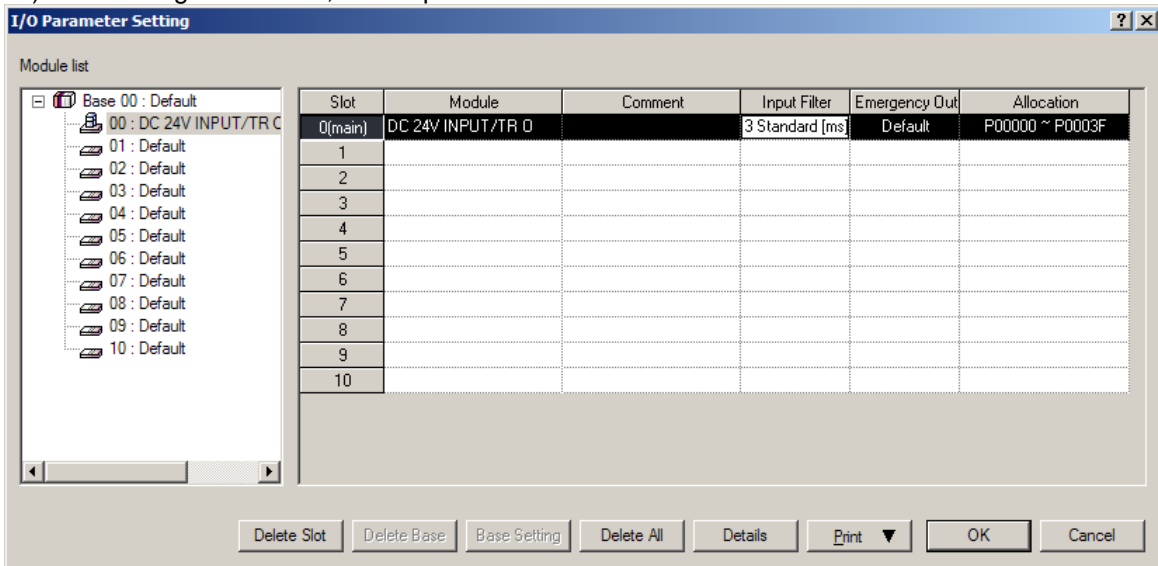 I/O Parameter Setting
Module list
Base 00 : Default
00 : DC 24V INPUT/TR O
01 : Default
02 : Default
03 : Default
04 : Default
05 : Default
06 : Default
07 : Default
08 : Default
09 : Default
10 : Default
Slot Module Comment Input Filter Emergency Out Allocation
0(main) DC 24V INPUT/TR O 3 Standard [ms] Default P00000 ~ P0003F
1
2
3
4
5
6
7
8
9
10
Delete Slot Delete Base Base Setting Delete All Details Print ▼ OK Cancel